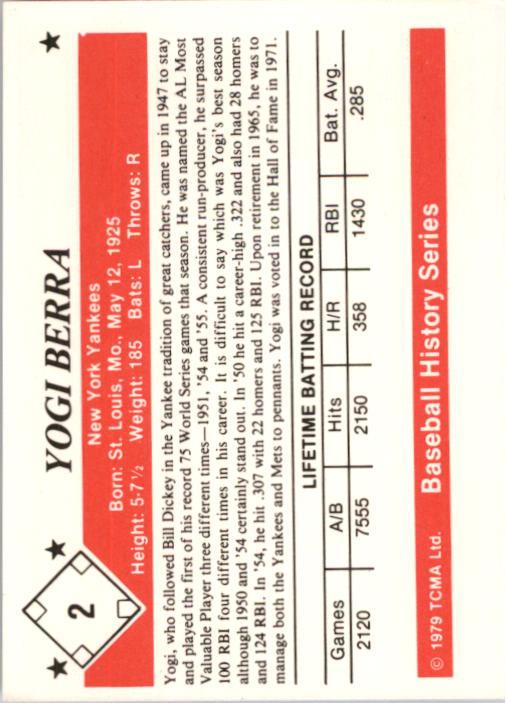 2
YOGI BERRA
New York Yankees
Born: St. Louis, Mo., May 12, 1925
Height: 5-7½ Weight: 185 Bats: L Throws: R
Yogi, who followed Bill Dickey in the Yankee tradition of great catchers, came up in 1947 to stay
and played the first of his record 75 World Series games that season. He was named the AL Most
Valuable Player three different times—1951, '54 and '55. A consistent run-producer, he surpassed
100 RBI four different times in his career. It is difficult to say which was Yogi's best season
although 1950 and '54 certainly stand out. In '50 he hit a career-high .322 and also had 28 homers
and 124 RBI. In '54, he hit .307 with 22 homers and 125 RBI. Upon retirement in 1965, he was to
manage both the Yankees and Mets to pennants. Yogi was voted in to the Hall of Fame in 1971.
LIFETIME BATTING RECORD
Games A/B Hits H/R RBI Bat. Avg.
2120 7555 2150 358 1430 .285
© 1979 TCMA Ltd. Baseball History Series